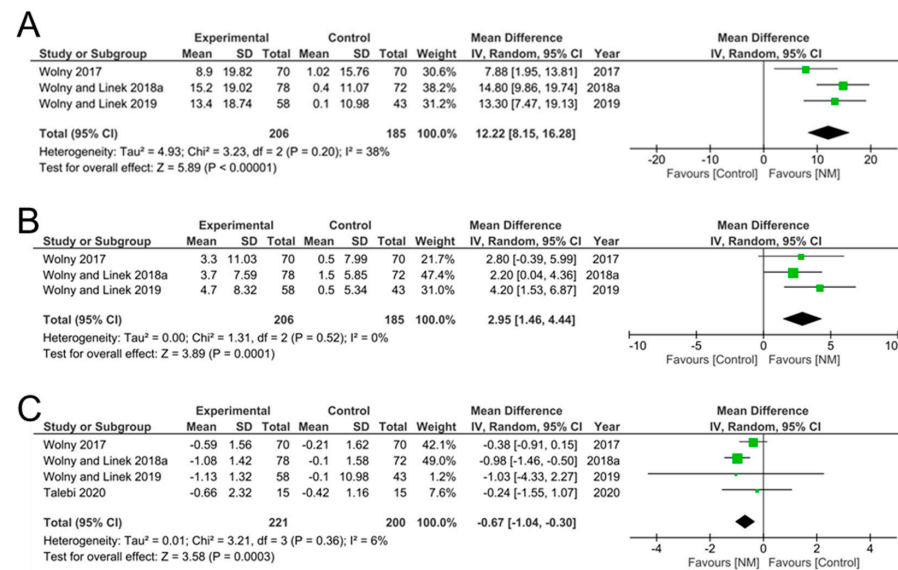 A
Experimental Control Mean Difference Mean Difference
Study or Subgroup Mean SD Total Mean SD Total Weight IV, Random, 95% CI Year IV, Random, 95% CI
Wolny 2017 8.9 19.82 70 1.02 15.76 70 30.6% 7.88 [1.95, 13.81] 2017
Wolny and Linek 2018a 15.2 19.02 78 0.4 11.07 72 38.2% 14.80 [9.86, 19.74] 2018a
Wolny and Linek 2019 13.4 18.74 58 0.1 10.98 43 31.2% 13.30 [7.47, 19.13] 2019
Total (95% CI) 206 185 100.0% 12.22 [8.15, 16.28]
Heterogeneity: Tau² = 4.93; Chi² = 3.23, df = 2 (P = 0.20); I² = 38%
Test for overall effect: Z = 5.89 (P < 0.00001)
-20 -10 0 10 20
Favours [Control] Favours [NM]
B
Experimental Control Mean Difference Mean Difference
Study or Subgroup Mean SD Total Mean SD Total Weight IV, Random, 95% CI Year IV, Random, 95% CI
Wolny 2017 3.3 11.03 70 0.5 7.99 70 21.7% 2.80 [-0.39, 5.99] 2017
Wolny and Linek 2018a 3.7 7.59 78 1.5 5.85 72 47.4% 2.20 [0.04, 4.36] 2018a
Wolny and Linek 2019 4.7 8.32 58 0.5 5.34 43 31.0% 4.20 [1.53, 6.87] 2019
Total (95% CI) 206 185 100.0% 2.95 [1.46, 4.44]
Heterogeneity: Tau² = 0.00; Chi² = 1.31, df = 2 (P = 0.52); I² = 0%
Test for overall effect: Z = 3.89 (P = 0.0001)
-10 -5 0 5 10
Favours [Control] Favours [NM]
C
Experimental Control Mean Difference Mean Difference
Study or Subgroup Mean SD Total Mean SD Total Weight IV, Random, 95% CI Year IV, Random, 95% CI
Wolny 2017 -0.59 1.56 70 -0.21 1.62 70 42.1% -0.38 [-0.91, 0.15] 2017
Wolny and Linek 2018a -1.08 1.42 78 -0.1 1.58 72 49.0% -0.98 [-1.46, -0.50] 2018a
Wolny and Linek 2019 -1.13 1.32 58 -0.1 10.98 43 1.2% -1.03 [-4.33, 2.27] 2019
Talebi 2020 -0.66 2.32 15 -0.42 1.16 15 7.6% -0.24 [-1.55, 1.07] 2020
Total (95% CI) 221 200 100.0% -0.67 [-1.04, -0.30]
Heterogeneity: Tau² = 0.01; Chi² = 3.21, df = 3 (P = 0.36); I² = 6%
Test for overall effect: Z = 3.58 (P = 0.0003)
-4 -2 0 2 4
Favours [NM] Favours [Control]